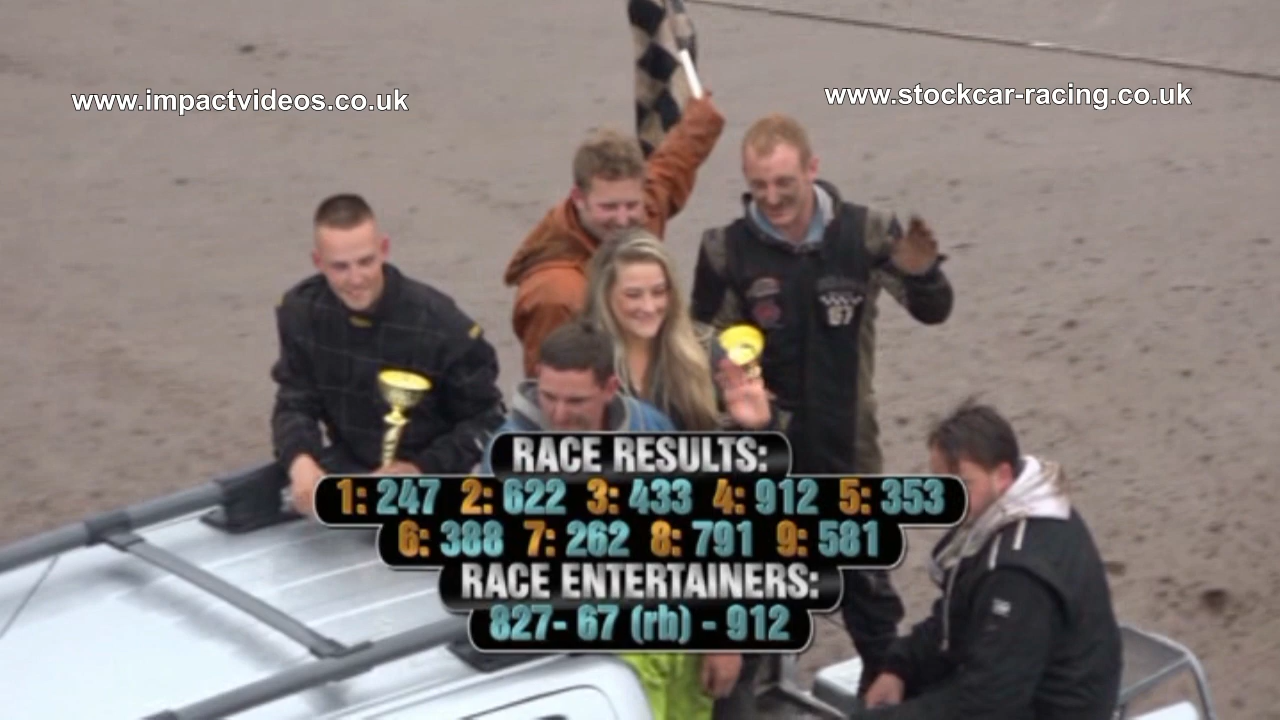 www.impactvideos.co.uk
www.stockcar-racing.co.uk
67
RACE RESULTS:
1: 247 2: 622 3: 433 4: 912 5: 353
6: 388 7: 262 8: 791 9: 581
RACE ENTERTAINERS:
827- 67 (rb) - 912